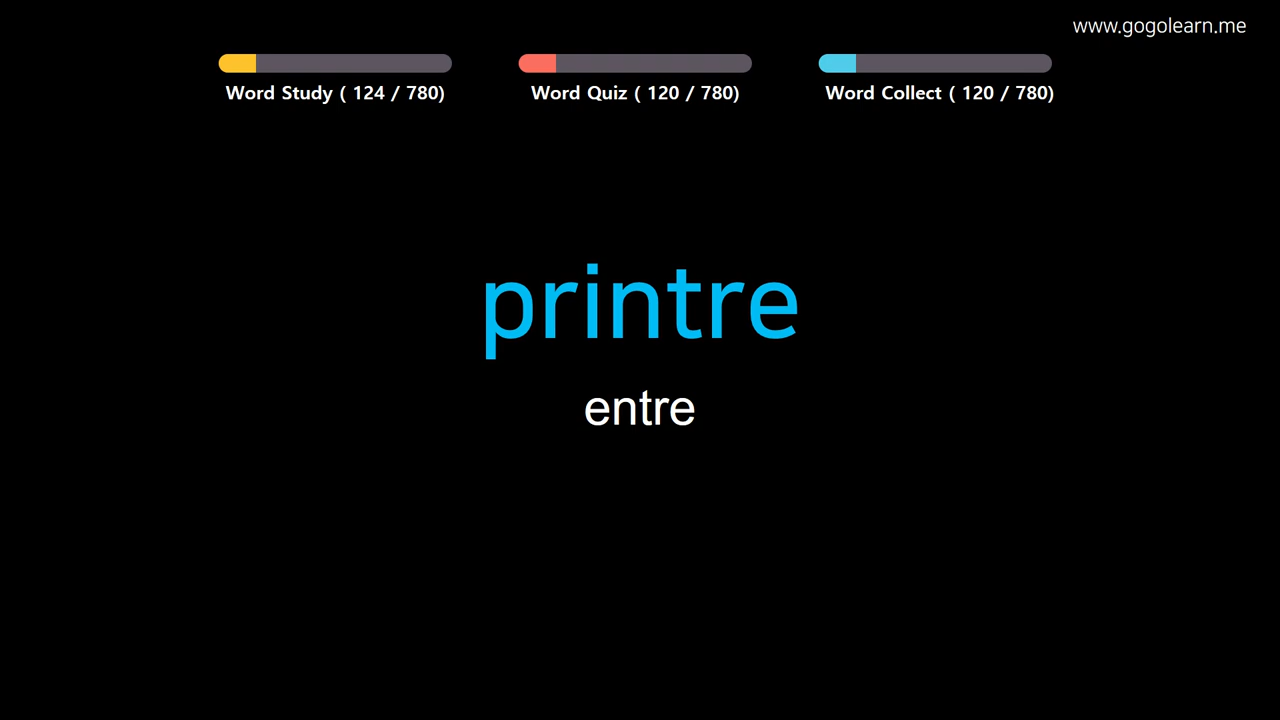 www.gogolearn.me
Word Study ( 124 / 780)
Word Quiz ( 120 / 780)
Word Collect ( 120 / 780)
printre
entre